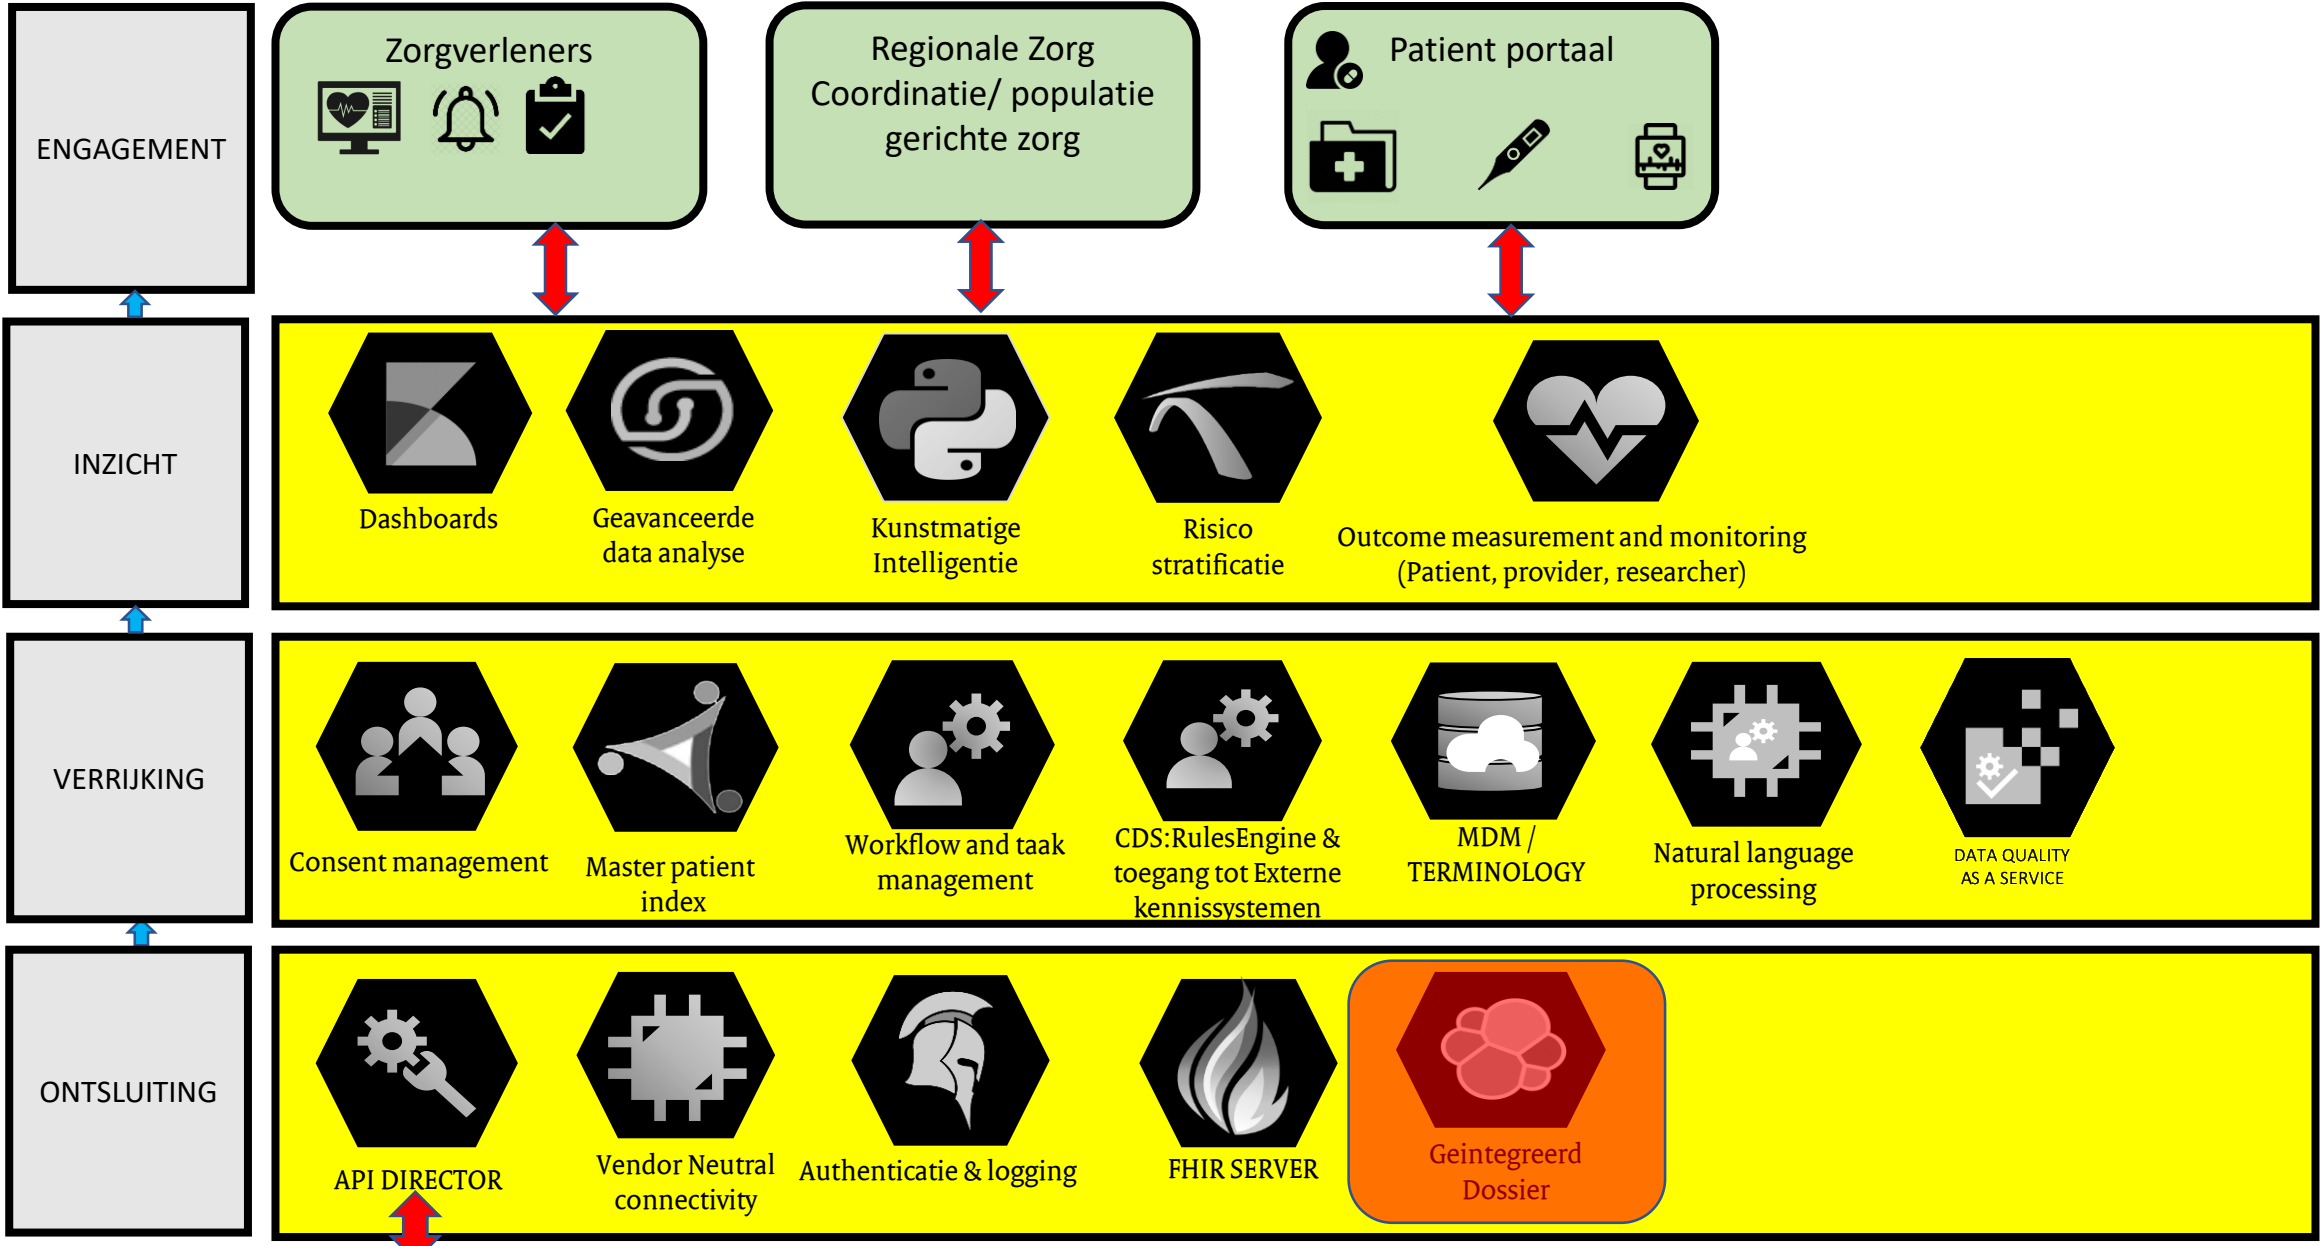 ENGAGEMENT
Zorgverleners
Regionale Zorg
Coordinatie/ populatie
gerichte zorg
Patient portaal
INZICHT
Dashboards
Geavanceerde
data analyse
Kunstmatige
Intelligentie
Risico
stratificatie
Outcome measurement and monitoring
(Patient, provider, researcher)
VERRIJKING
Consent management
Master patient
index
Workflow and taak
management
CDS:RulesEngine &
toegang tot Externe
kennissystemen
MDM /
TERMINOLOGY
Natural language
processing
DATA QUALITY
AS A SERVICE
ONTSLUITING
API DIRECTOR
Vendor Neutral
connectivity
Authenticatie & logging
FHIR SERVER
Geintegreerd
Dossier